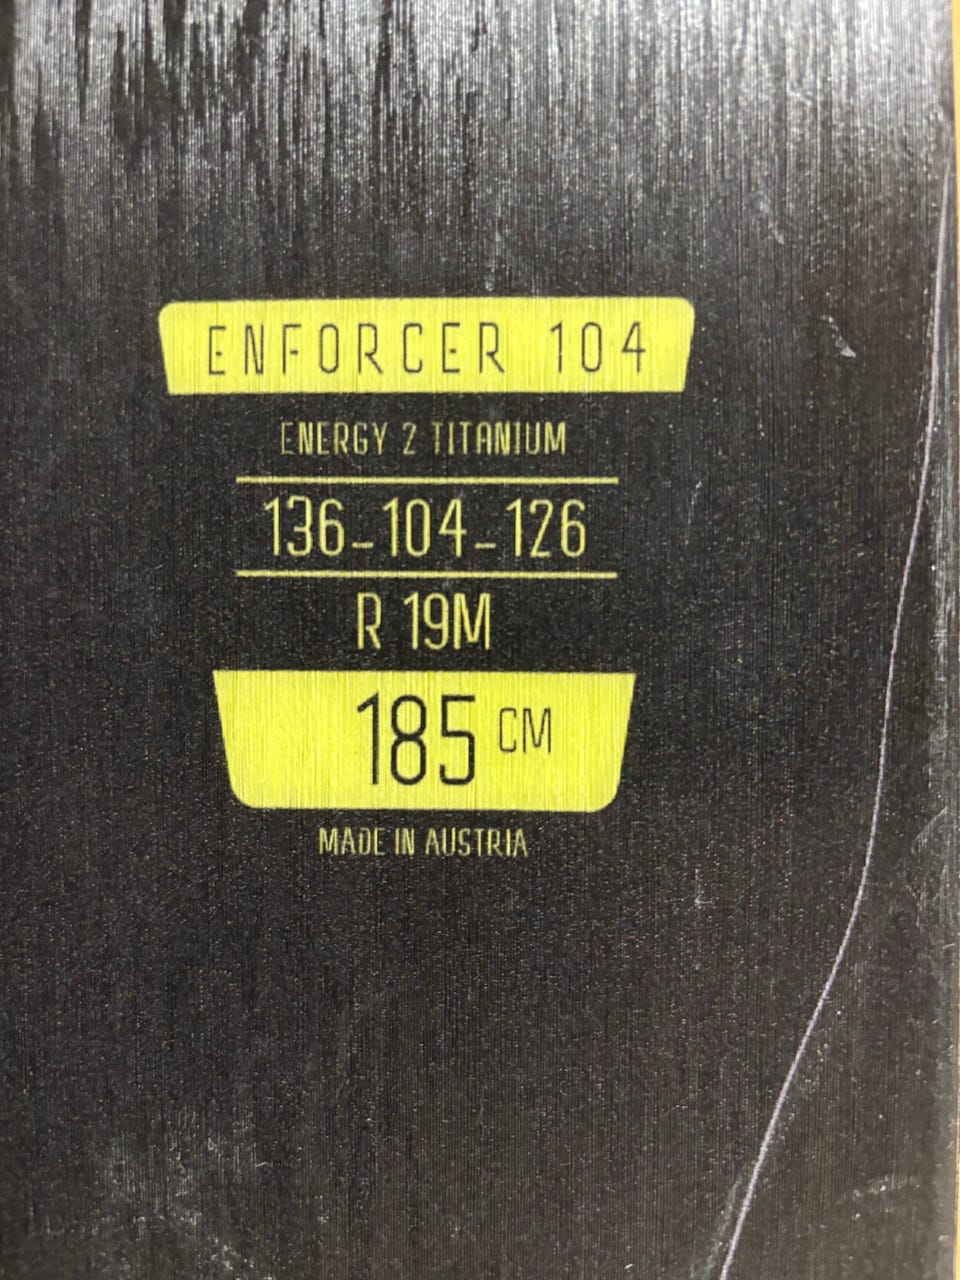 ENFORCER 104
ENERGY 2 TITANIUM
136-104-126
R 19M
185 CM
MADE IN AUSTRIA